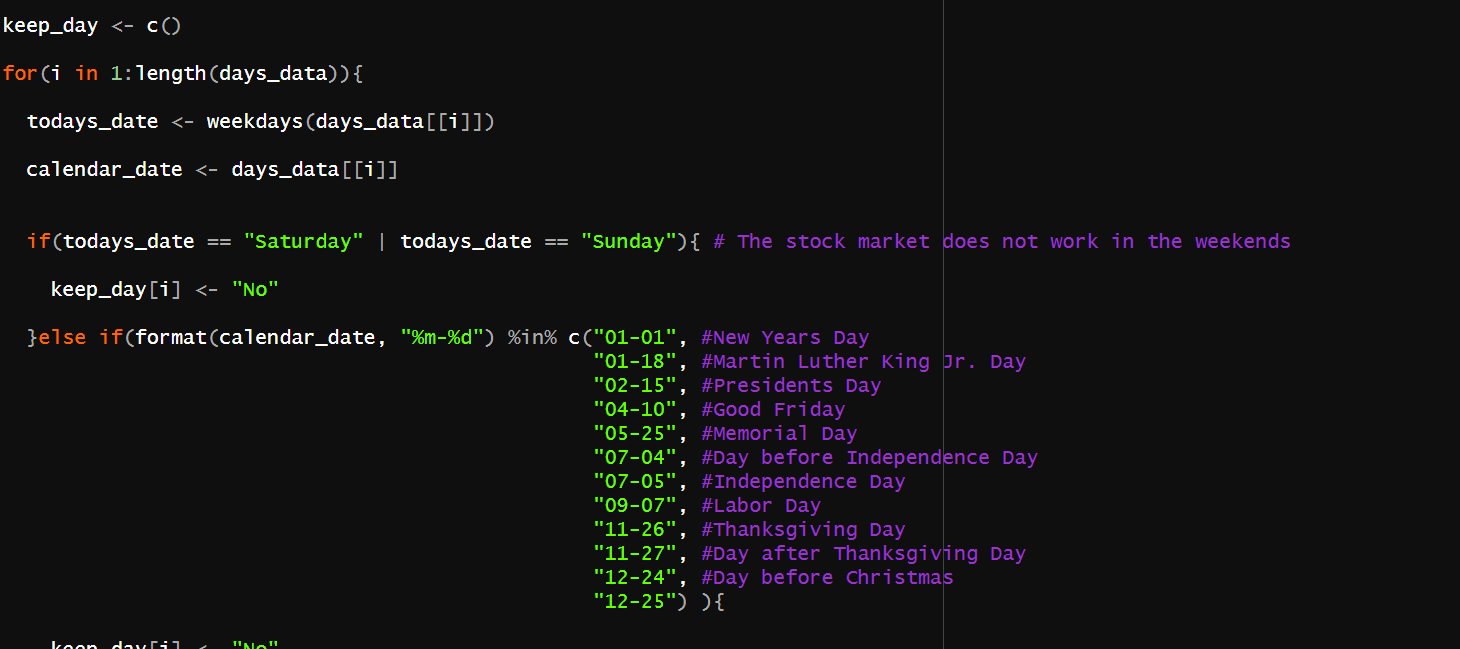 keep_day <- c()
for(i in 1:length(days_data)){
todays_date <- weekdays(days_data[[i]])
calendar_date <- days_data[[i]]
if(todays_date == "Saturday" | todays_date == "Sunday"){ # The stock market does not work in the weekends
keep_day[i] <- "No"
}else if(format(calendar_date, "%m-%d") %in% c("01-01", #New Years Day
"01-18", #Martin Luther King Jr. Day
"02-15", #Presidents Day
"04-10", #Good Friday
"05-25", #Memorial Day
"07-04", #Day before Independence Day
"07-05", #Independence Day
"09-07", #Labor Day
"11-26", #Thanksgiving Day
"11-27", #Day after Thanksgiving Day
"12-24", #Day before Christmas
"12-25") ){
keep_day[i] <- "No"